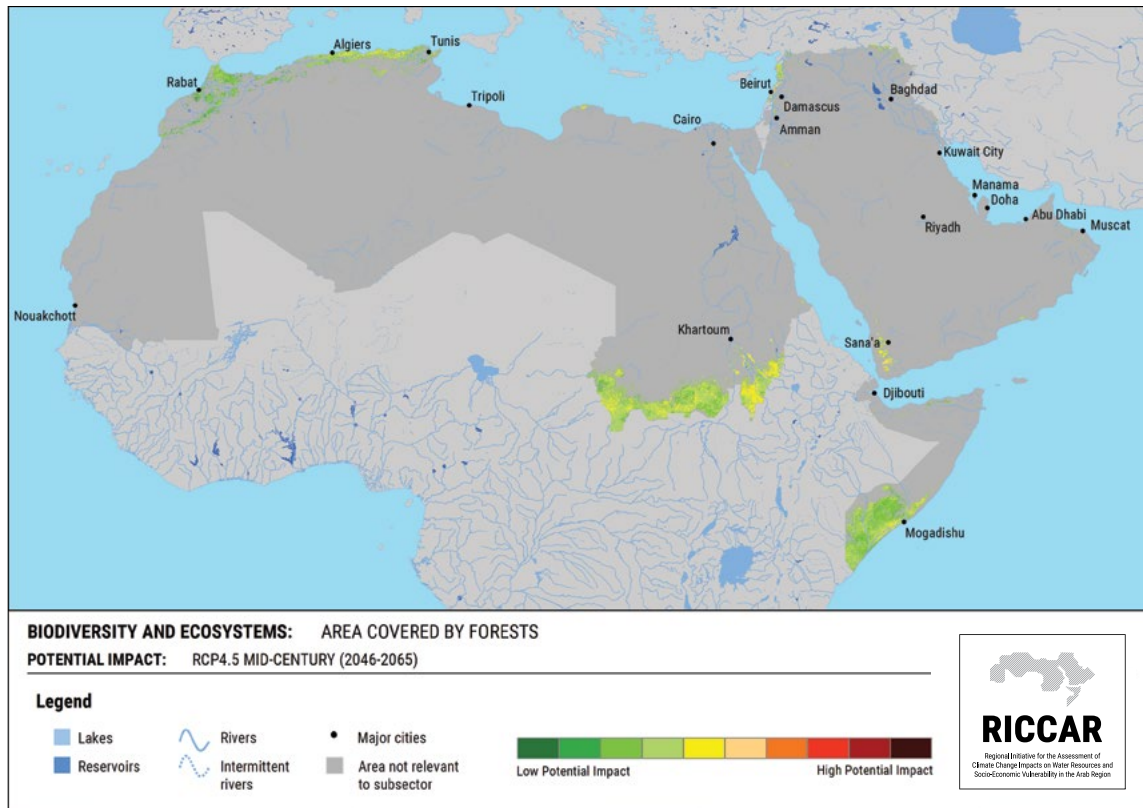 Algiers
Tunis
Rabat
Tripoli
Beirut
Damascus
Baghdad
Cairo
Amman
Kuwait City
Manama
Doha
Abu Dhabi
Muscat
Riyadh
Nouakchott
Khartoum
Sana'a
Djibouti
Mogadishu
BIODIVERSITY AND ECOSYSTEMS: AREA COVERED BY FORESTS
POTENTIAL IMPACT: RCP4.5 MID-CENTURY (2046-2065)
Legend
Lakes
Reservoirs
Rivers
Intermittent
rivers
Major cities
Area not relevant
to subsector
Low Potential Impact
High Potential Impact
RICCAR
Regional Initiative for the Assessment of
Climate Change Impacts on Water Resources and
Socio-Economic Vulnerability in the Arab Region